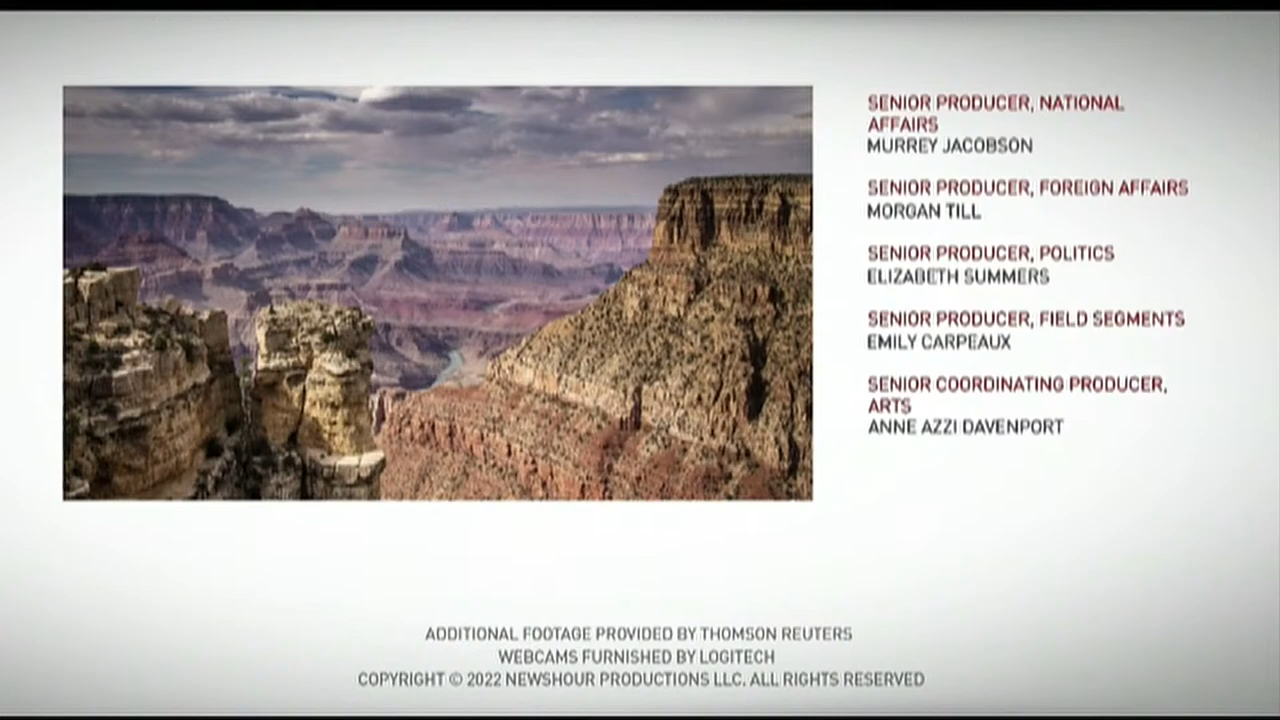 SENIOR PRODUCER, NATIONAL
AFFAIRS
MURREY JACOBSON
SENIOR PRODUCER, FOREIGN AFFAIRS
MORGAN TILL
SENIOR PRODUCER, POLITICS
ELIZABETH SUMMERS
SENIOR PRODUCER, FIELD SEGMENTS
EMILY CARPEAUX
SENIOR COORDINATING PRODUCER,
ARTS
ANNE AZZI DAVENPORT
ADDITIONAL FOOTAGE PROVIDED BY THOMSON REUTERS
WEBCAMS FURNISHED BY LOGITECH
COPYRIGHT © 2022 NEWSHOUR PRODUCTIONS LLC. ALL RIGHTS RESERVED